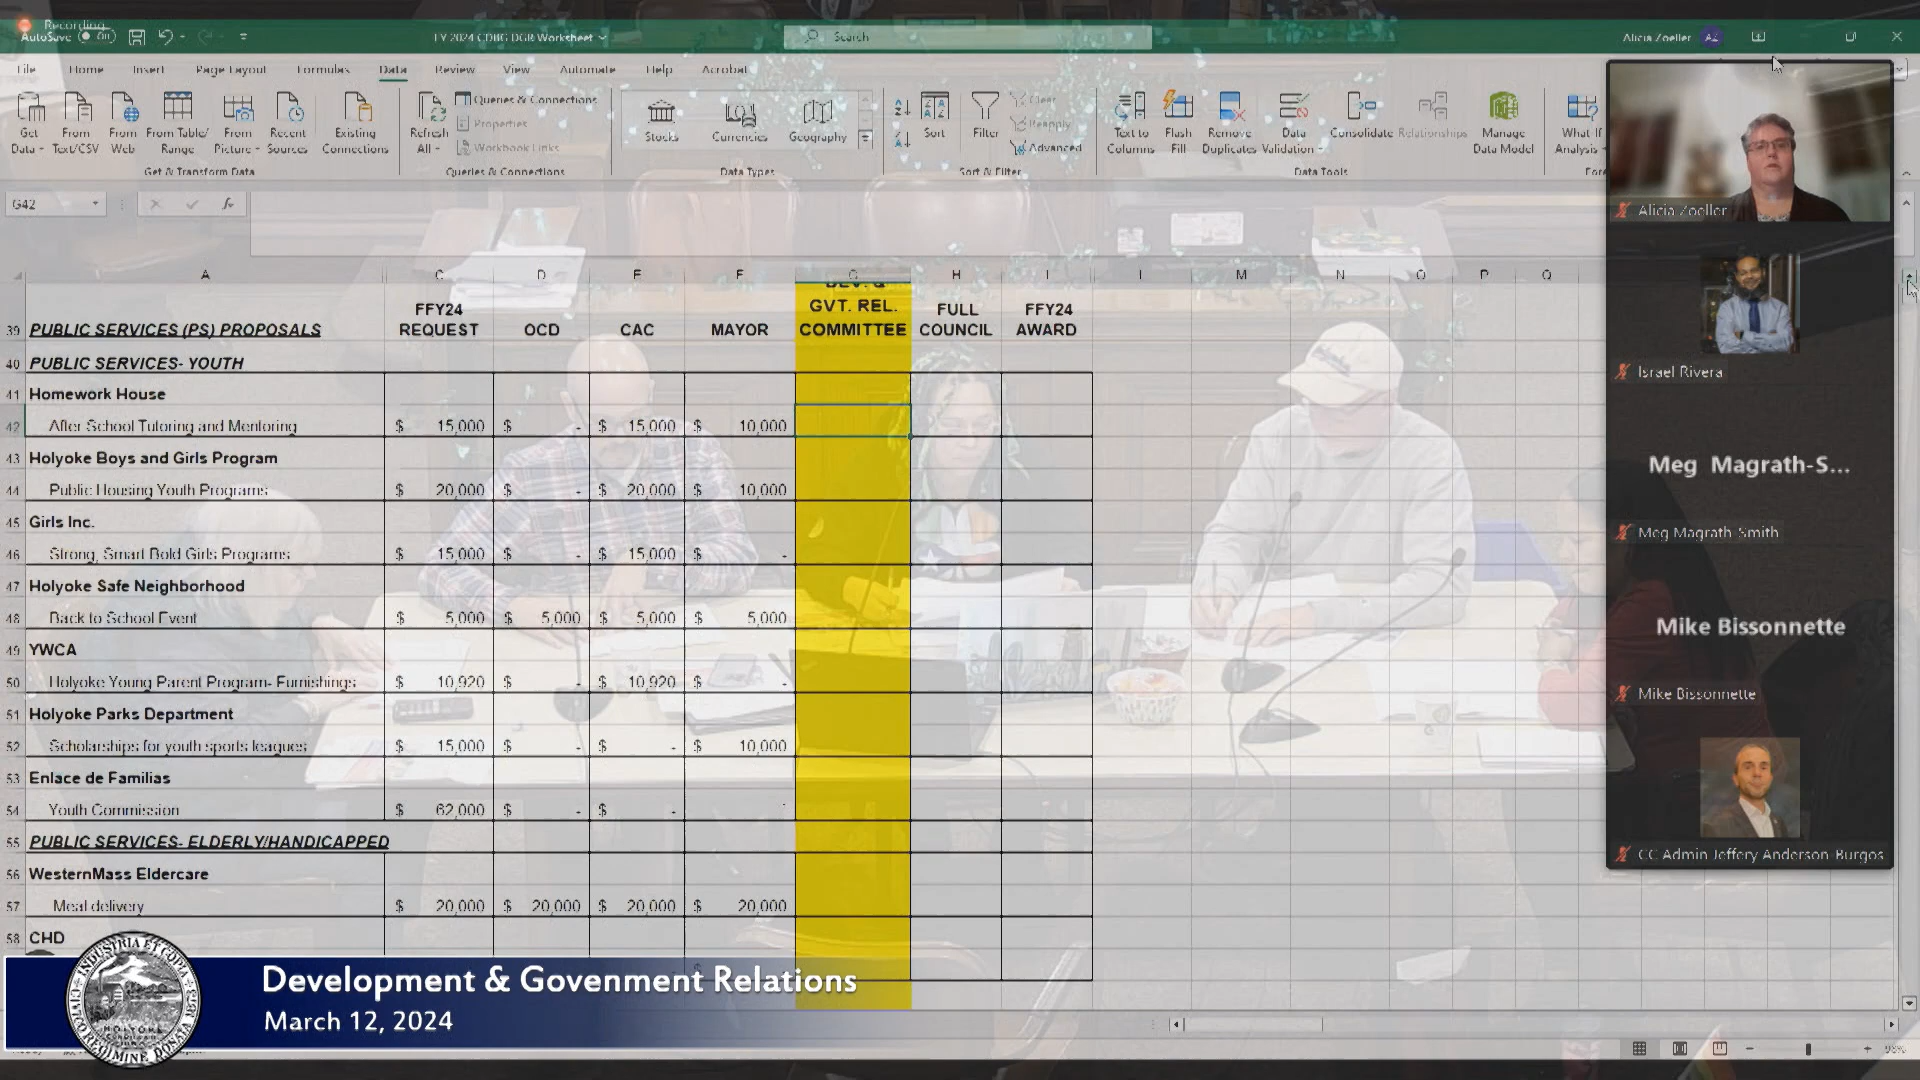 Recording
AutoSave On FY 2024 CDBG DGR Worksheet Search Alicia Zoeller AZ
File Home Insert Page Layout Formulas Data Review View Automate Help Acrobat
Get Data From Text/CSV From Web From Table/ Range From Picture Recent Sources Existing Connections
Refresh All Queries & Connections Properties Workbook Links
Stocks Currencies Geography
Sort Filter Clear Reapply Advanced
Text to Columns Flash Fill Remove Duplicates Data Validation Consolidate Relationships Manage Data Model What-If Analysis
Get & Transform Data Queries & Connections Data Types Sort & Filter Data Tools Fore
G42 fx
A C D E F G H I L M N O P Q
39 PUBLIC SERVICES (PS) PROPOSALS FFY24 REQUEST OCD CAC MAYOR DEV. & GVT. REL. COMMITTEE FULL COUNCIL FFY24 AWARD
40 PUBLIC SERVICES- YOUTH
41 Homework House
42 After School Tutoring and Mentoring $ 15,000 $ - $ 15,000 $ 10,000
43 Holyoke Boys and Girls Program
44 Public Housing Youth Programs $ 20,000 $ - $ 20,000 $ 10,000
45 Girls Inc.
46 Strong, Smart Bold Girls Programs $ 15,000 $ - $ 15,000 $ -
47 Holyoke Safe Neighborhood
48 Back to School Event $ 5,000 $ 5,000 $ 5,000 $ 5,000
49 YWCA
50 Holyoke Young Parent Program- Furnishings $ 10,920 $ - $ 10,920 $ -
51 Holyoke Parks Department
52 Scholarships for youth sports leagues $ 15,000 $ - $ - $ 10,000
53 Enlace de Familias
54 Youth Commission $ 62,000 $ - $ -
55 PUBLIC SERVICES- ELDERLY/HANDICAPPED
56 WesternMass Eldercare
57 Meal delivery $ 20,000 $ 20,000 $ 20,000 $ 20,000
58 CHD
Alicia Zoeller
Israel Rivera
Meg Magrath-S...
Meg Magrath-Smith
Mike Bissonnette
Mike Bissonnette
CC Admin Jeffery Anderson-Burgos
Development & Govenment Relations
March 12, 2024
98%